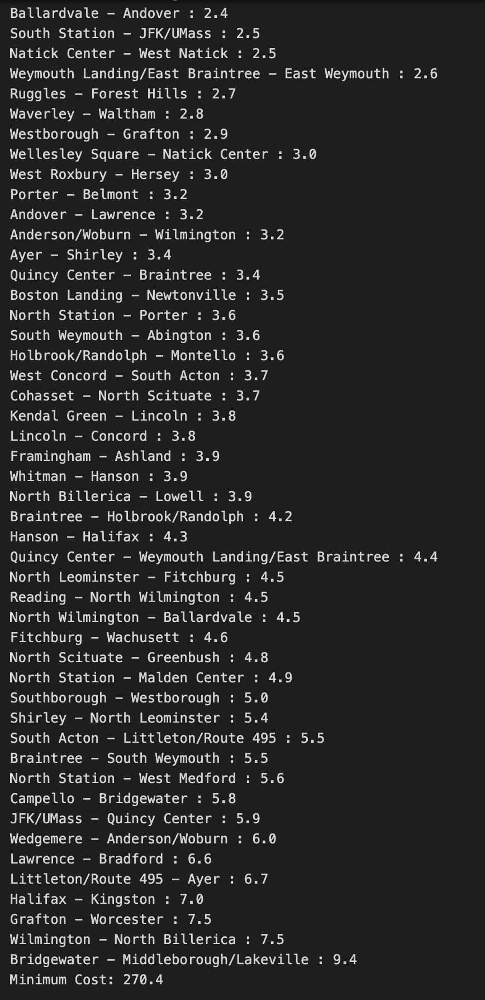 Ballardvale – Andover : 2.4
South Station – JFK/UMass : 2.5
Natick Center – West Natick : 2.5
Weymouth Landing/East Braintree – East Weymouth : 2.6
Ruggles – Forest Hills : 2.7
Waverley – Waltham : 2.8
Westborough – Grafton : 2.9
Wellesley Square – Natick Center : 3.0
West Roxbury – Hersey : 3.0
Porter – Belmont : 3.2
Andover – Lawrence : 3.2
Anderson/Woburn – Wilmington : 3.2
Ayer – Shirley : 3.4
Quincy Center – Braintree : 3.4
Boston Landing – Newtonville : 3.5
North Station – Porter : 3.6
South Weymouth – Abington : 3.6
Holbrook/Randolph – Montello : 3.6
West Concord – South Acton : 3.7
Cohasset – North Scituate : 3.7
Kendal Green – Lincoln : 3.8
Lincoln – Concord : 3.8
Framingham – Ashland : 3.9
Whitman – Hanson : 3.9
North Billerica – Lowell : 3.9
Braintree – Holbrook/Randolph : 4.2
Hanson – Halifax : 4.3
Quincy Center – Weymouth Landing/East Braintree : 4.4
North Leominster – Fitchburg : 4.5
Reading – North Wilmington : 4.5
North Wilmington – Ballardvale : 4.5
Fitchburg – Wachusett : 4.6
North Scituate – Greenbush : 4.8
North Station – Malden Center : 4.9
Southborough – Westborough : 5.0
Shirley – North Leominster : 5.4
South Acton – Littleton/Route 495 : 5.5
Braintree – South Weymouth : 5.5
North Station – West Medford : 5.6
Campello – Bridgewater : 5.8
JFK/UMass – Quincy Center : 5.9
Wedgemere – Anderson/Woburn : 6.0
Lawrence – Bradford : 6.6
Littleton/Route 495 – Ayer : 6.7
Halifax – Kingston : 7.0
Grafton – Worcester : 7.5
Wilmington – North Billerica : 7.5
Bridgewater – Middleborough/Lakeville : 9.4
Minimum Cost: 270.4